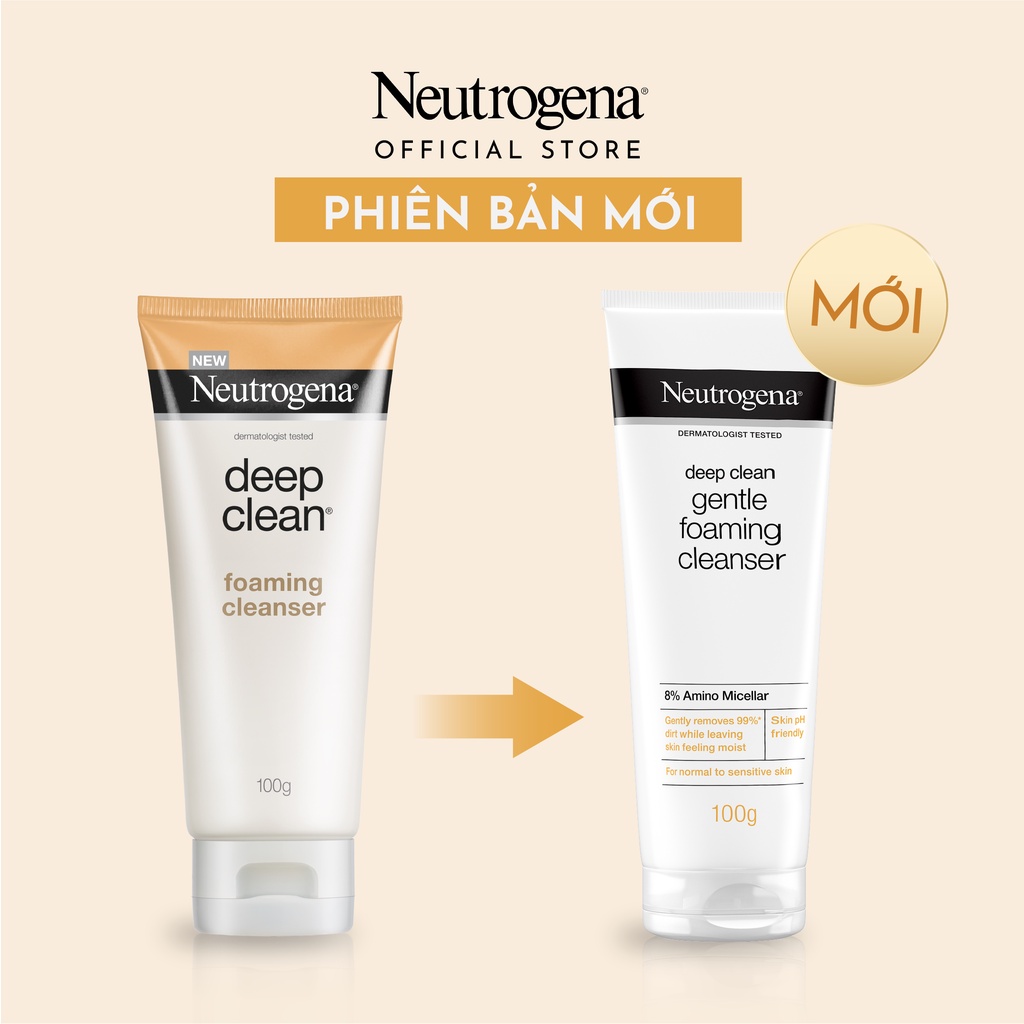 Neutrogena®
OFFICIAL STORE
PHIÊN BẢN MỚI
MỚI
NEW
Neutrogena®
dermatologist tested
deep
clean®
foaming
cleanser
100g
Neutrogena®
DERMATOLOGIST TESTED
deep clean
gentle
foaming
cleanser
8% Amino Micellar
Gently removes 99%*
dirt while leaving
skin feeling moist
Skin pH
friendly
For normal to sensitive skin
100g